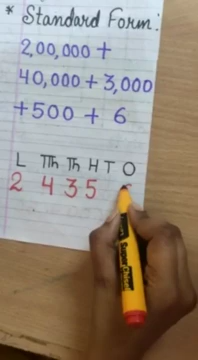 * Standard Form:
2,00,000 +
40,000 + 3,000
+500 + 6
L TTh Th H T O
2 4 3 5